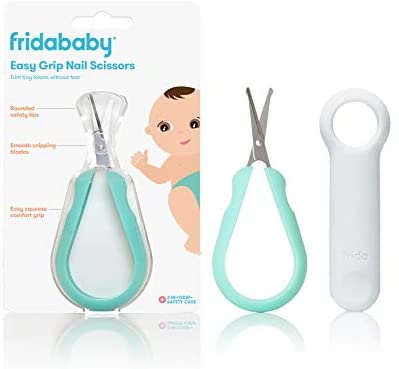 fridababy®
Easy Grip Nail Scissors
Trim tiny talons without fear
Rounded
safety tips
Smooth snipping
blades
Easy squeeze
comfort grip
frida